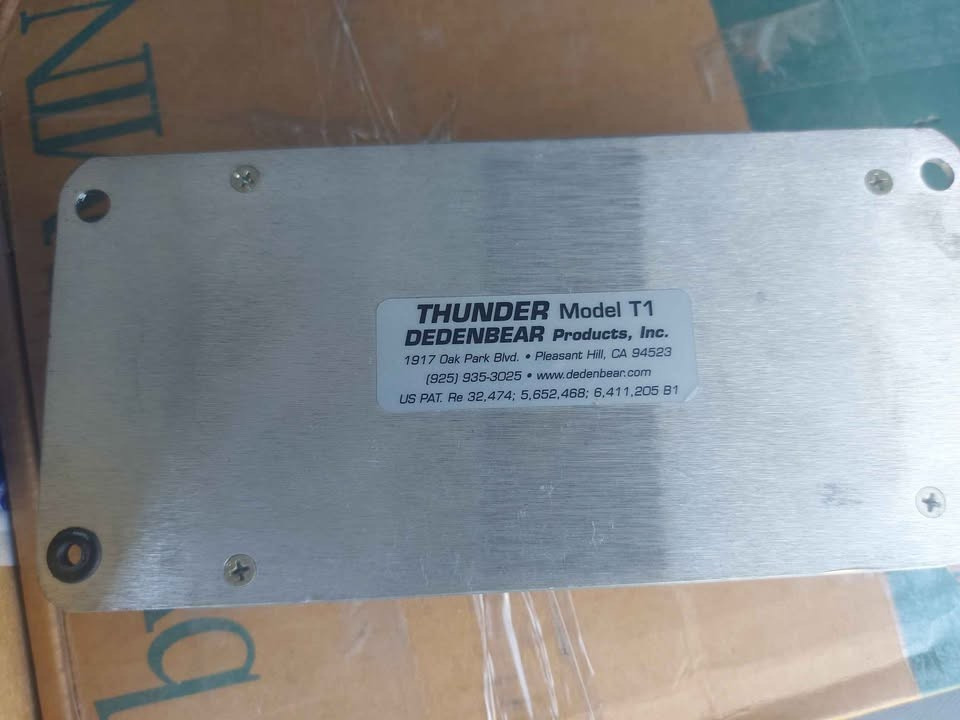 THUNDER Model T1
DEDENBEAR Products, Inc.
1917 Oak Park Blvd. • Pleasant Hill, CA 94523
(925) 935-3025 • www.dedenbear.com
US PAT. Re 32,474; 5,652,468; 6,411,205 B1